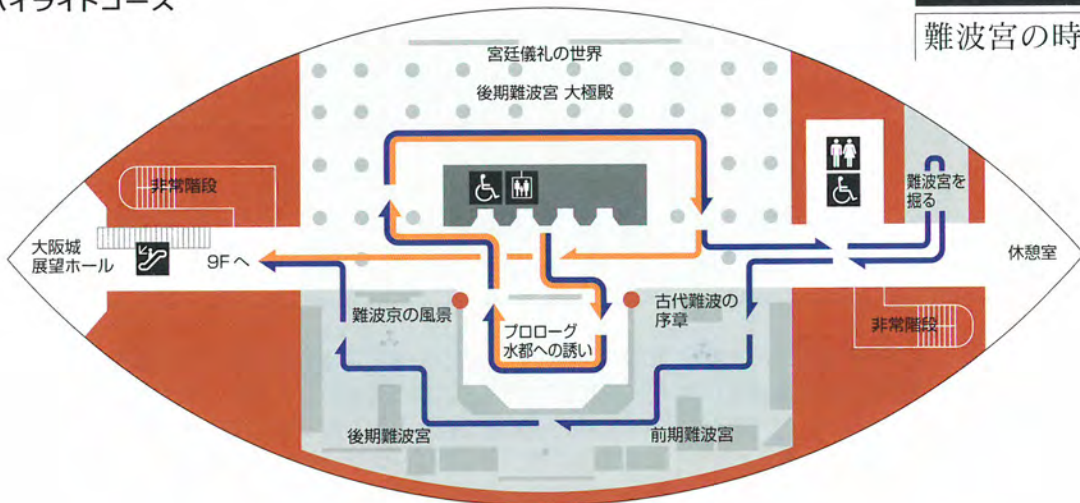 ハイライトコース
難波宮の時
宮廷儀礼の世界
後期難波宮 大極殿
非常階段
難波宮を
掘る
大阪城
展望ホール
9Fへ
休憩室
難波京の風景
プロローグ
水都への誘い
古代難波の
序章
非常階段
後期難波宮
前期難波宮